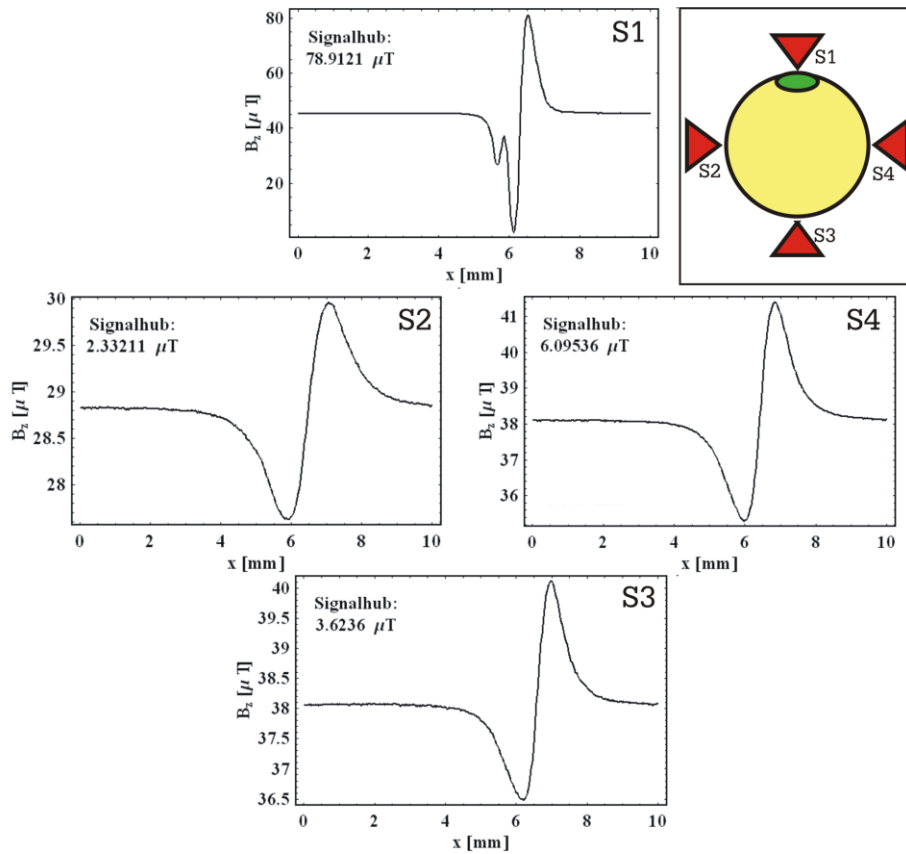 S1
Signalhub:
78.9121 μT
80
60
40
20
B_z [μT]
0 2 4 6 8 10
x [mm]
S1
S2
S4
S3
S2
Signalhub:
2.33211 μT
30
29.5
29
28.5
28
B_z [μT]
0 2 4 6 8 10
x [mm]
S4
Signalhub:
6.09536 μT
41
40
39
38
37
36
B_z [μT]
0 2 4 6 8 10
x [mm]
S3
Signalhub:
3.6236 μT
40
39.5
39
38.5
38
37.5
37
36.5
B_z [μT]
0 2 4 6 8 10
x [mm]